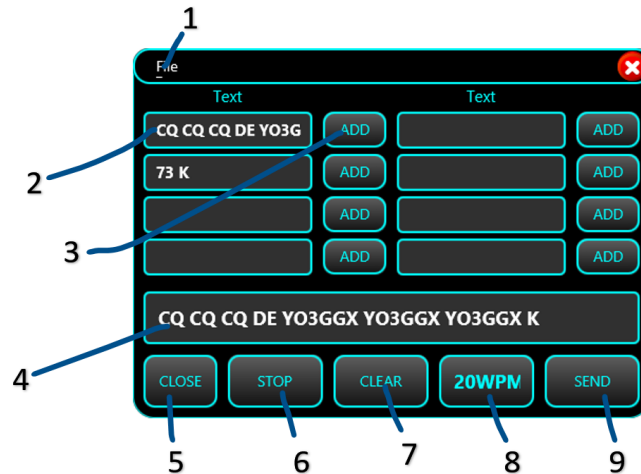 1
File
Text Text
CQ CQ CQ DE YO3G ADD ADD
2
73 K ADD ADD
ADD ADD
3
ADD ADD
CQ CQ CQ DE YO3GGX YO3GGX YO3GGX K
4
CLOSE STOP CLEAR 20WPM SEND
5 6 7 8 9